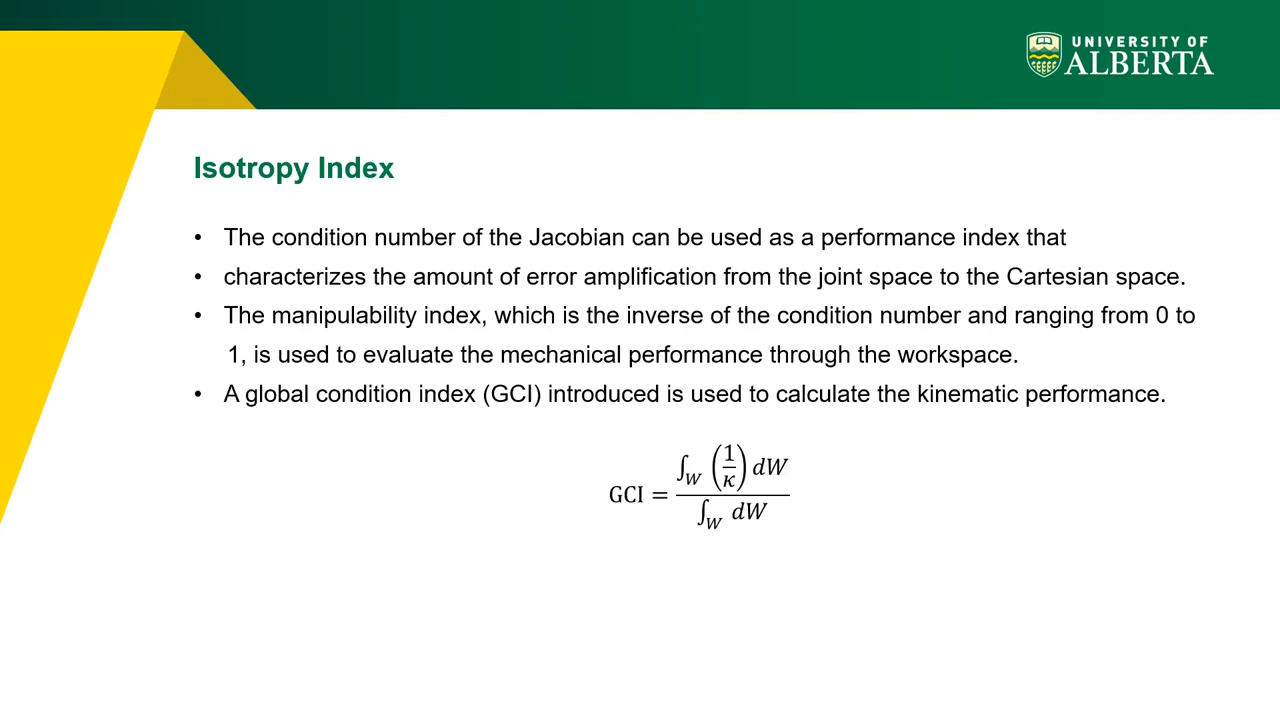 UNIVERSITY OF
ALBERTA
Isotropy Index
• The condition number of the Jacobian can be used as a performance index that
• characterizes the amount of error amplification from the joint space to the Cartesian space.
• The manipulability index, which is the inverse of the condition number and ranging from 0 to
1, is used to evaluate the mechanical performance through the workspace.
• A global condition index (GCI) introduced is used to calculate the kinematic performance.
GCI = ∫_W (1/κ) dW / ∫_W dW